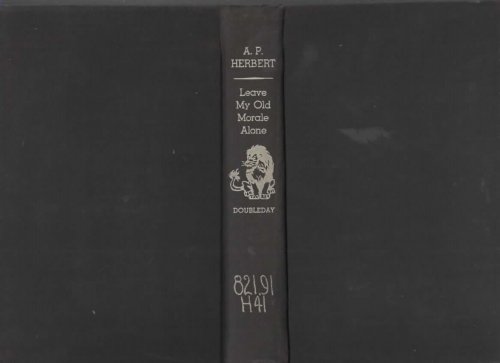 A. P.
HERBERT
Leave
My Old
Morale
Alone
DOUBLEDAY
821.91
H41